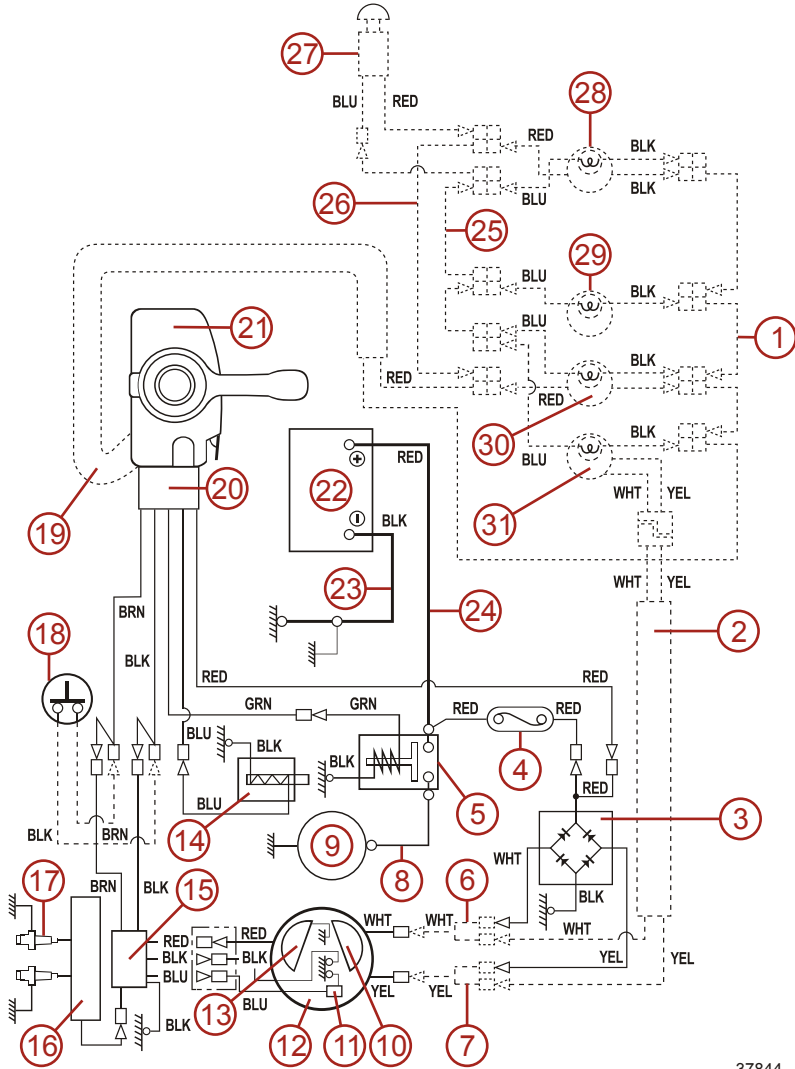 27
28
BLU
RED
RED
BLK
BLK
26
25
BLU
29
BLU
BLK
21
BLU
1
RED
BLK
RED
30
22
RED
BLK
BLU
20
BLK
19
31
WHT
YEL
23
24
WHT
YEL
BRN
2
18
BLK
RED
RED
GRN
GRN
RED
RED
BLU
BLK
BLK
4
5
RED
3
BLU
14
9
BLK
BRN
WHT
8
6
BLK
BRN
BLK
15
17
RED
RED
WHT
WHT
WHT
BLK
BLK
YEL
YEL
BLU
BLU
YEL
YEL
BLK
16
13
12
11
10
7
37844